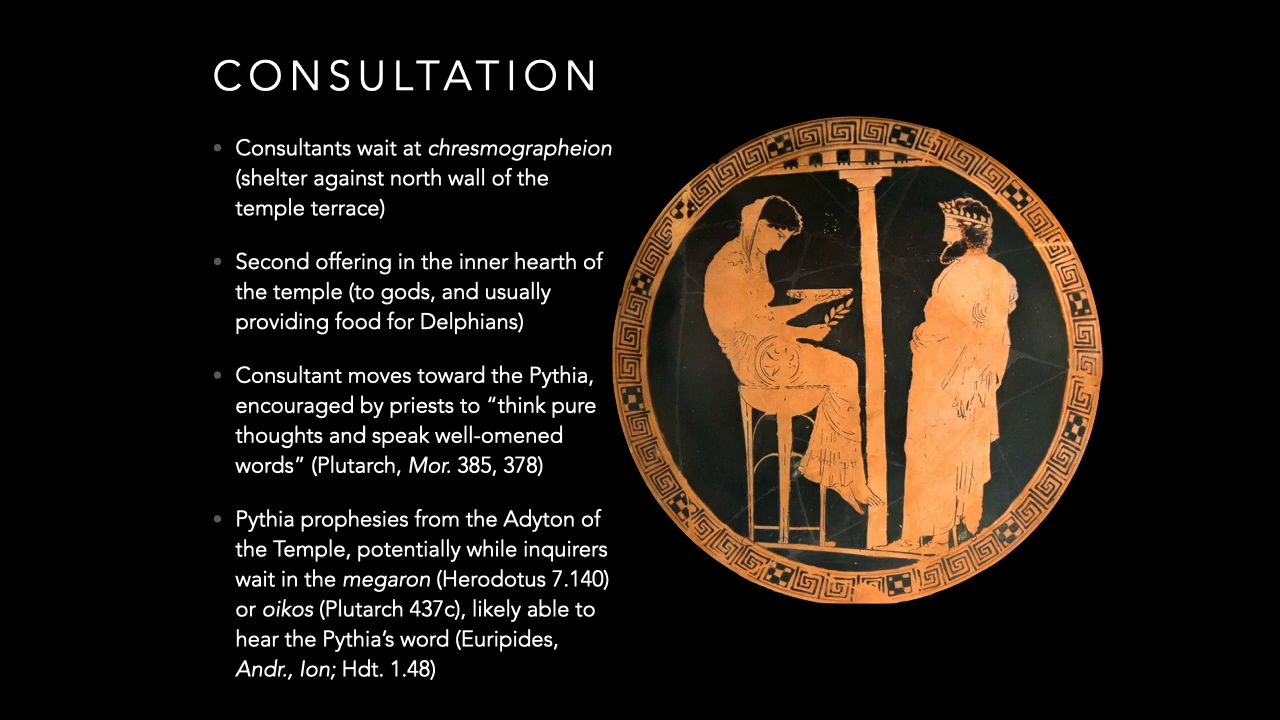 CONSULTATION
• Consultants wait at chresmographeion
(shelter against north wall of the
temple terrace)
• Second offering in the inner hearth of
the temple (to gods, and usually
providing food for Delphians)
• Consultant moves toward the Pythia,
encouraged by priests to “think pure
thoughts and speak well-omened
words” (Plutarch, Mor. 385, 378)
• Pythia prophesies from the Adyton of
the Temple, potentially while inquirers
wait in the megaron (Herodotus 7.140)
or oikos (Plutarch 437c), likely able to
hear the Pythia’s word (Euripides,
Andr., Ion; Hdt. 1.48)